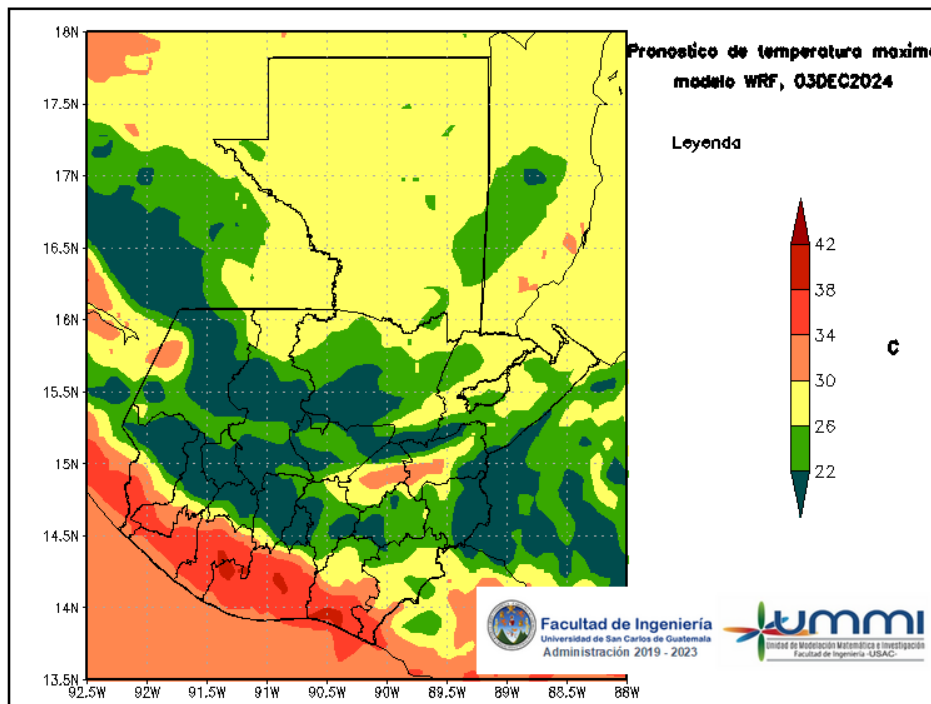 Pronostico de temperatura maxima
modelo WRF, 03DEC2024
Leyenda
18N
17.5N
17N
16.5N
16N
15.5N
15N
14.5N
14N
13.5N
92.5W 92W 91.5W 91W 90.5W 90W 89.5W 89W 88.5W 88W
42
38
34
30
26
22
C
Facultad de Ingeniería
Universidad de San Carlos de Guatemala
Administración 2019 - 2023
UMMI
Unidad de Modelación Matemática e Investigación
Facultad de Ingeniería -USAC-